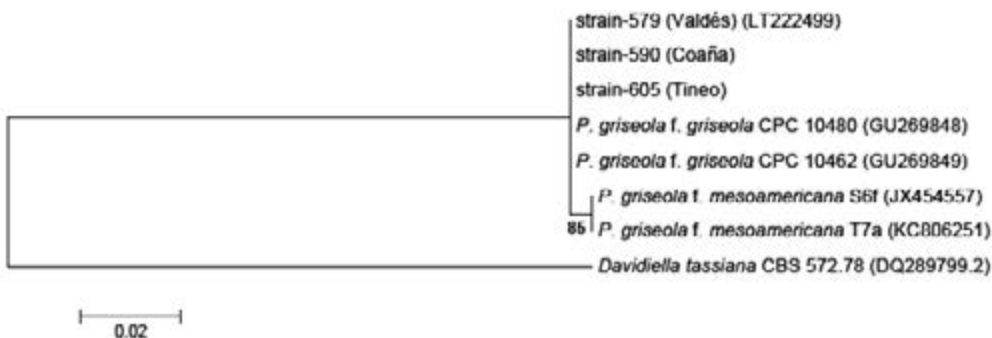 strain-579 (Valdés) (LT222499)
strain-590 (Coaña)
strain-605 (Tineo)
P. griseola f. griseola CPC 10480 (GU269848)
P. griseola f. griseola CPC 10462 (GU269849)
P. griseola f. mesoamericana S6f (JX454557)
85 P. griseola f. mesoamericana T7a (KC806251)
Davidiella tassiana CBS 572.78 (DQ289799.2)
0.02